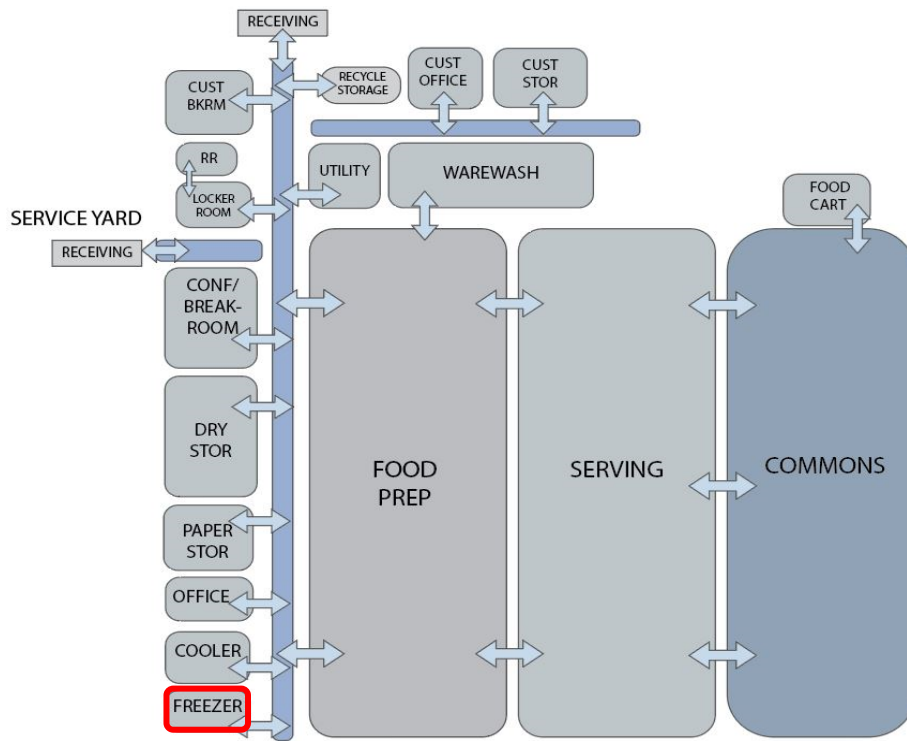 RECEIVING
CUST
BKRM
RECYCLE
STORAGE
CUST
OFFICE
CUST
STOR
RR
LOCKER
ROOM
UTILITY
WAREWASH
FOOD
CART
SERVICE YARD
RECEIVING
CONF/
BREAK-
ROOM
DRY
STOR
FOOD
PREP
SERVING
COMMONS
PAPER
STOR
OFFICE
COOLER
FREEZER